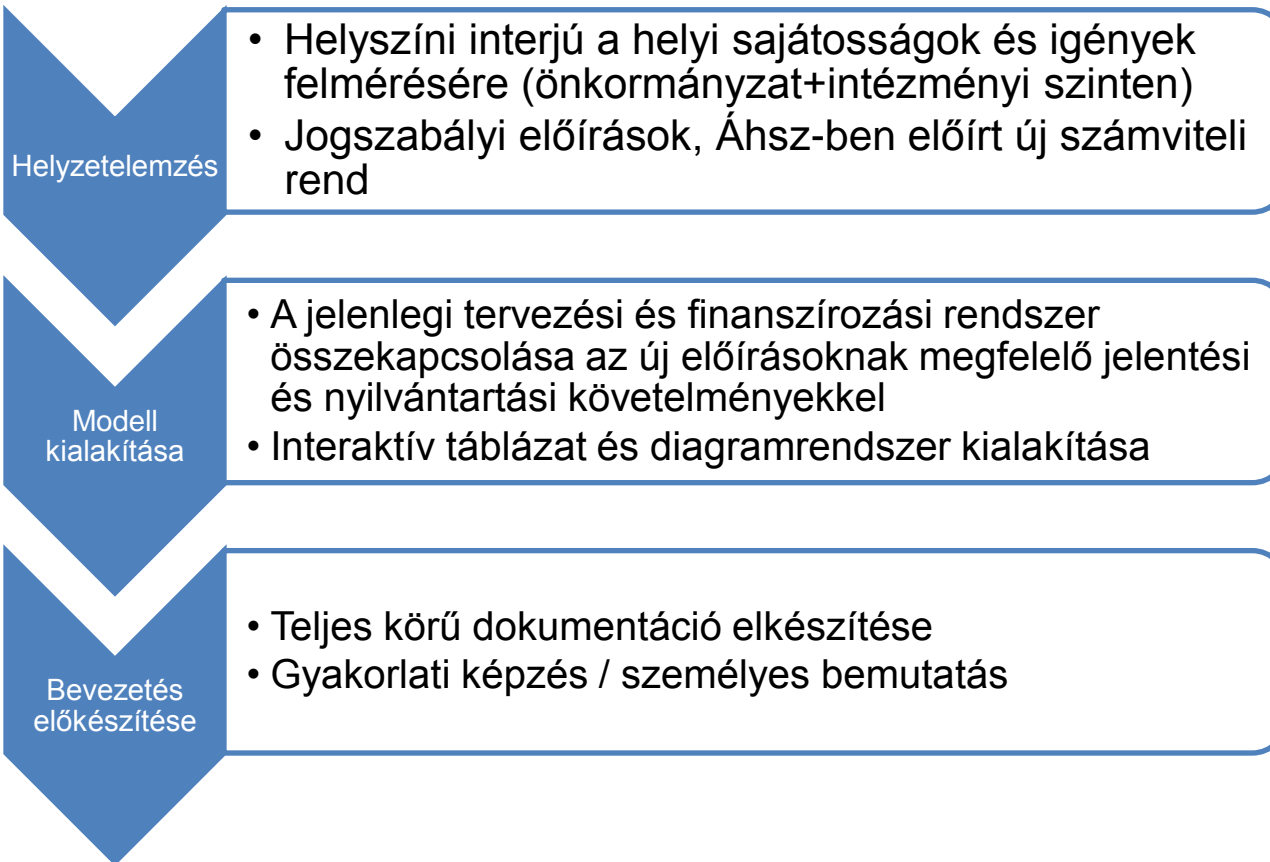 Helyzetelemzés
• Helyszíni interjú a helyi sajátosságok és igények
felmérésére (önkormányzat+intézményi szinten)
• Jogszabályi előírások, Áhsz-ben előírt új számviteli
rend
Modell
kialakítása
• A jelenlegi tervezési és finanszírozási rendszer
összekapcsolása az új előírásoknak megfelelő jelentési
és nyilvántartási követelményekkel
• Interaktív táblázat és diagramrendszer kialakítása
Bevezetés
előkészítése
• Teljes körű dokumentáció elkészítése
• Gyakorlati képzés / személyes bemutatás